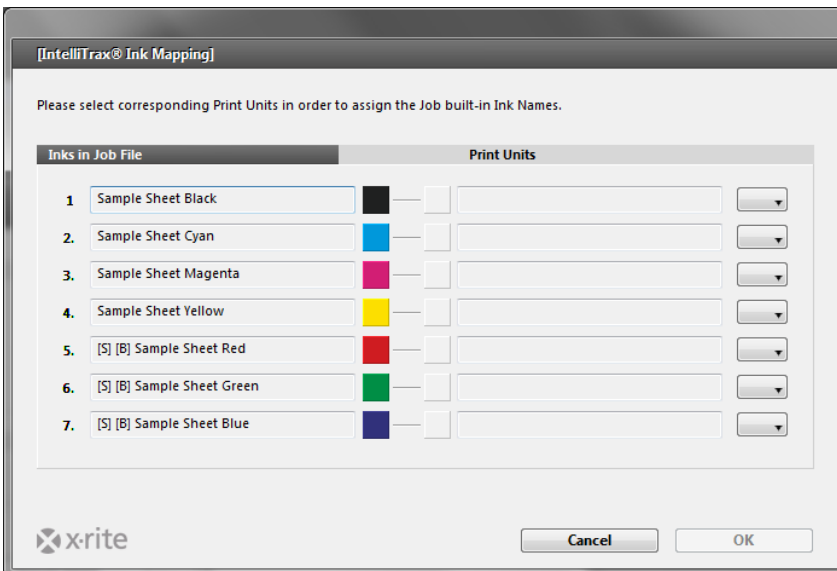 [IntelliTrax® Ink Mapping]
Please select corresponding Print Units in order to assign the Job built-in Ink Names.
Inks in Job File Print Units
1 Sample Sheet Black
2. Sample Sheet Cyan
3. Sample Sheet Magenta
4. Sample Sheet Yellow
5. [S] [B] Sample Sheet Red
6. [S] [B] Sample Sheet Green
7. [S] [B] Sample Sheet Blue
x·rite Cancel OK